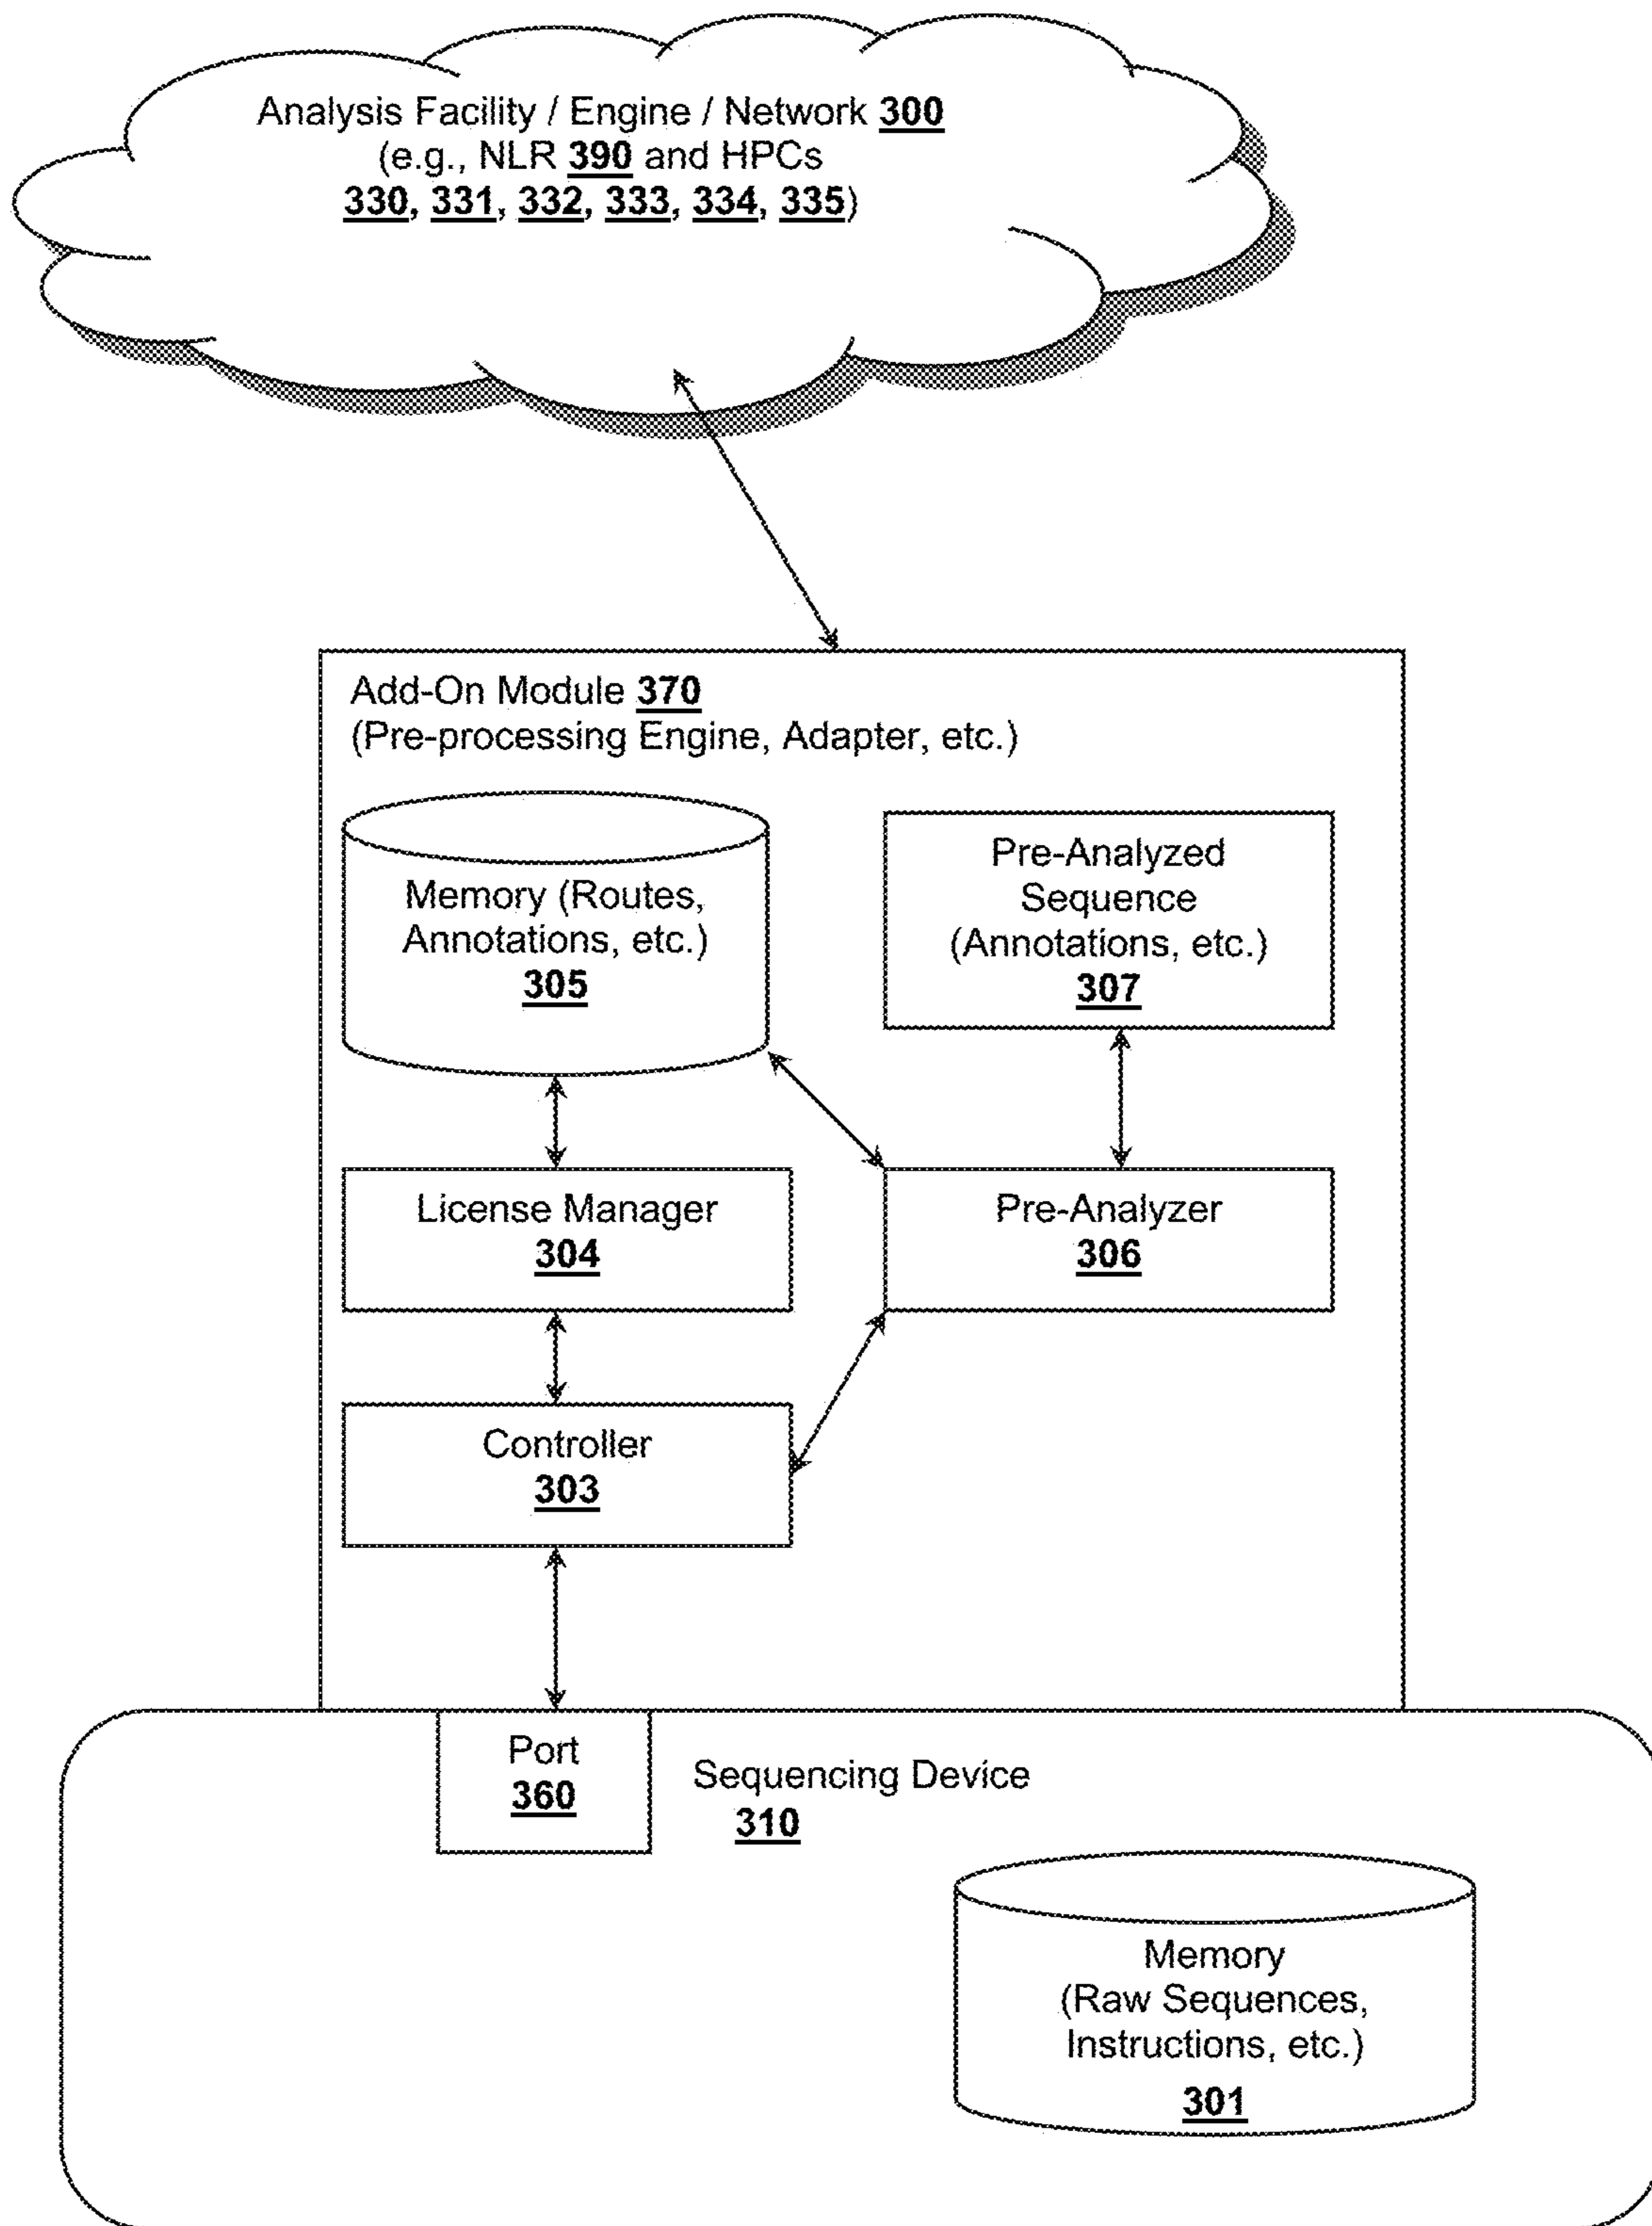 Analysis Facility / Engine / Network 300
(e.g., NLR 390 and HPCs
330, 331, 332, 333, 334, 335)
Add-On Module 370
(Pre-processing Engine, Adapter, etc.)
Memory (Routes,
Annotations, etc.)
305
Pre-Analyzed
Sequence
(Annotations, etc.)
307
License Manager
304
Pre-Analyzer
306
Controller
303
Port
360
Sequencing Device
310
Memory
(Raw Sequences,
Instructions, etc.)
301